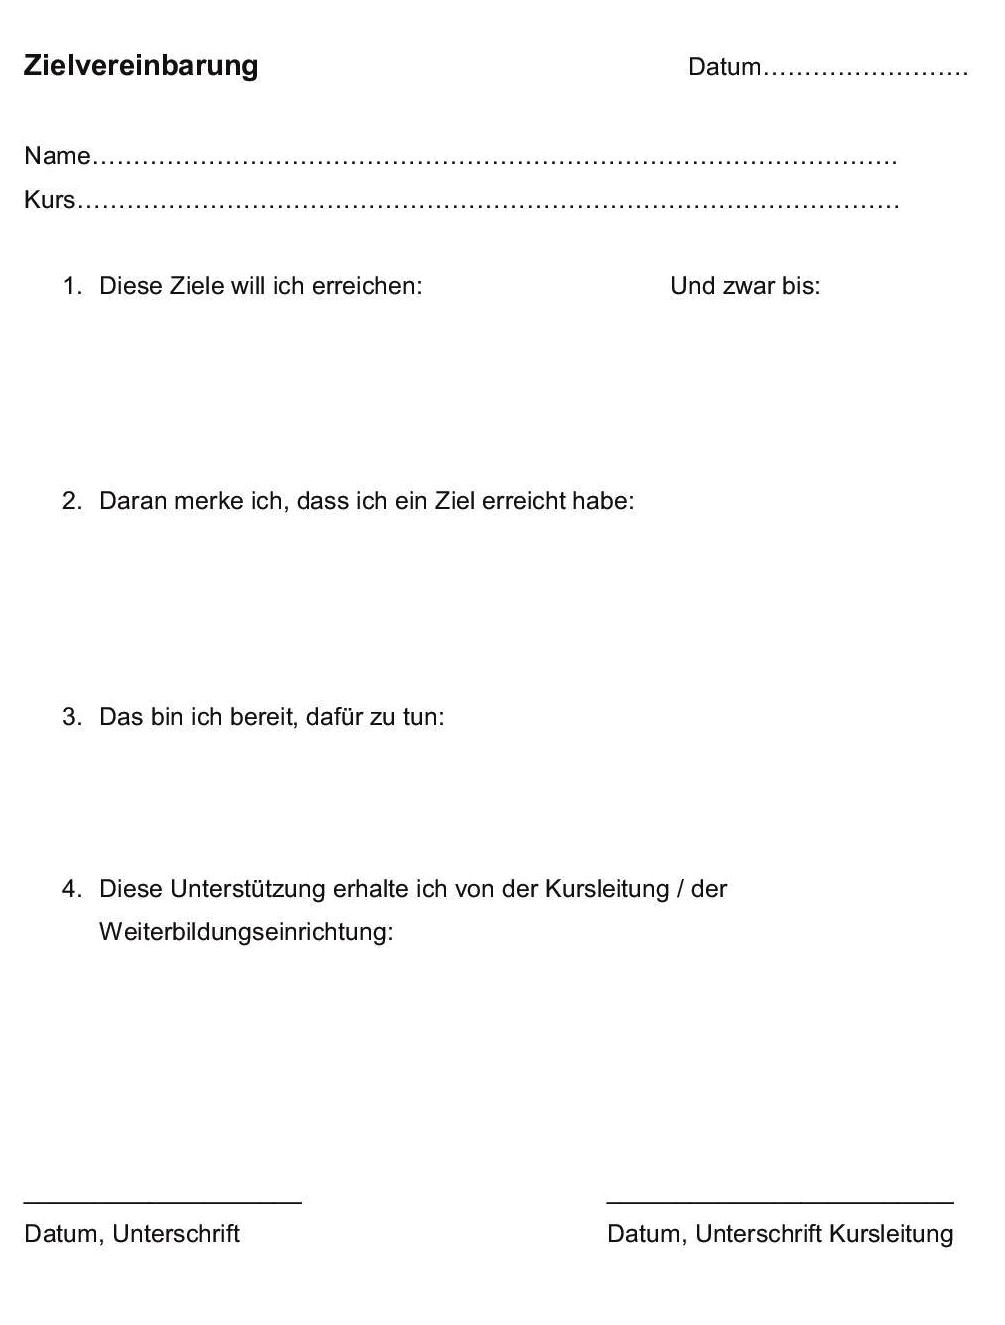 Zielvereinbarung Datum…………………….
Name…………………………………………………………………………………….
Kurs………………………………………………………………………………………
1. Diese Ziele will ich erreichen: Und zwar bis:
2. Daran merke ich, dass ich ein Ziel erreicht habe:
3. Das bin ich bereit, dafür zu tun:
4. Diese Unterstützung erhalte ich von der Kursleitung / der
Weiterbildungseinrichtung:
Datum, Unterschrift Datum, Unterschrift Kursleitung